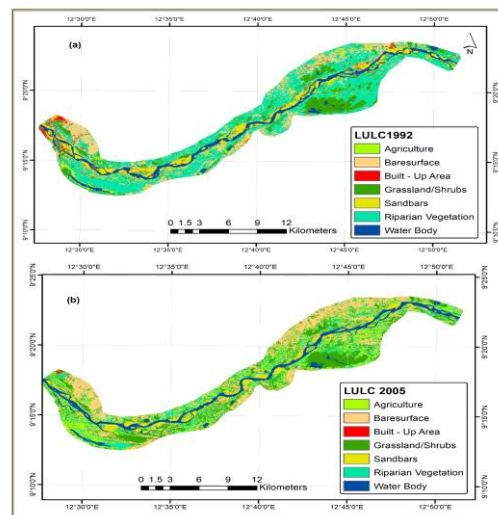 12°30'0"E 12°35'0"E 12°40'0"E 12°45'0"E 12°50'0"E
(a)
N
9°20'0"N
9°15'0"N
9°10'0"N
LULC1992
Agriculture
Baresurface
Built - Up Area
Grassland/Shrubs
Sandbars
Riparian Vegetation
Water Body
0 1.5 3 6 9 12
Kilometers
12°30'0"E 12°35'0"E 12°40'0"E 12°45'0"E 12°50'0"E
12°30'0"E 12°35'0"E 12°40'0"E 12°45'0"E 12°50'0"E
(b)
9°25'0"N 9°25'0"N
9°20'0"N 9°20'0"N
9°15'0"N 9°15'0"N
9°10'0"N 9°10'0"N
LULC 2005
Agriculture
Baresurface
Built - Up Area
Grassland/Shrubs
Sandbars
Riparian Vegetation
Water Body
0 1.5 3 6 9 12
Kilometers
12°30'0"E 12°35'0"E 12°40'0"E 12°45'0"E 12°50'0"E